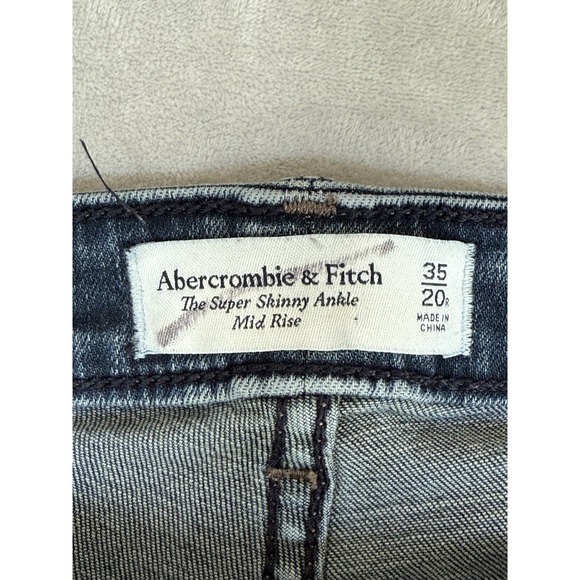 Abercrombie & Fitch
The Super Skinny Ankle
Mid Rise
35
20R
MADE IN
CHINA